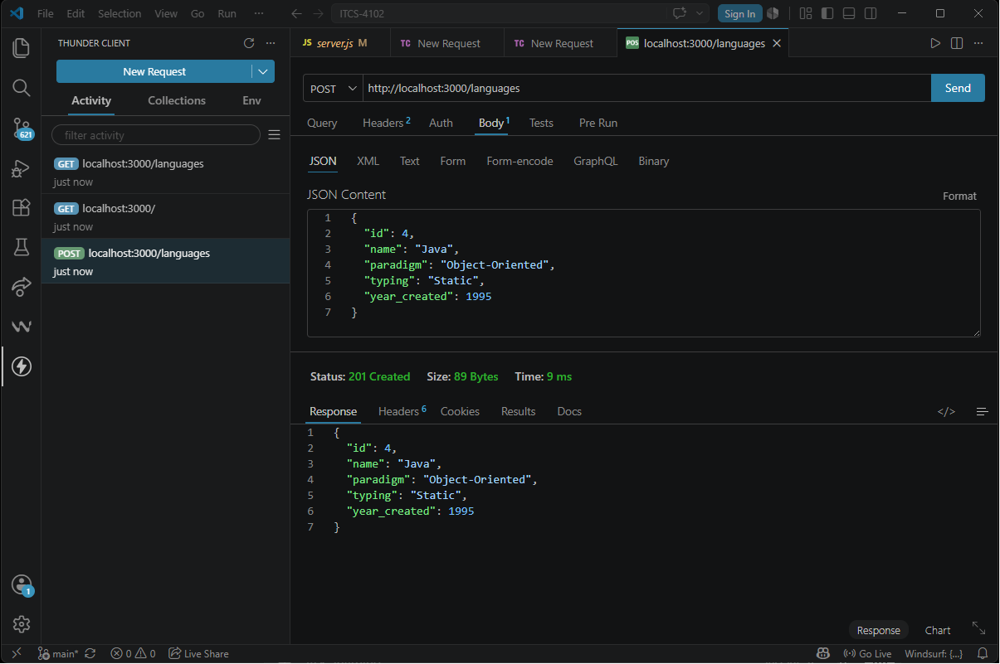 File Edit Selection View Go Run ··· ITCS-4102 Sign In
THUNDER CLIENT ···
New Request
Activity Collections Env
filter activity
GET localhost:3000/languages
just now
GET localhost:3000/
just now
POST localhost:3000/languages
just now
621
1
JS server.js M TC New Request TC New Request POS localhost:3000/languages ···
POST http://localhost:3000/languages Send
Query Headers 2 Auth Body 1 Tests Pre Run
JSON XML Text Form Form-encode GraphQL Binary
JSON Content Format
1 {
2 "id": 4,
3 "name": "Java",
4 "paradigm": "Object-Oriented",
5 "typing": "Static",
6 "year_created": 1995
7 }
Status: 201 Created Size: 89 Bytes Time: 9 ms
Response Headers 6 Cookies Results Docs </>
1 {
2 "id": 4,
3 "name": "Java",
4 "paradigm": "Object-Oriented",
5 "typing": "Static",
6 "year_created": 1995
7 }
Response Chart
main* 0 0 Live Share Go Live Windsurf: {...}